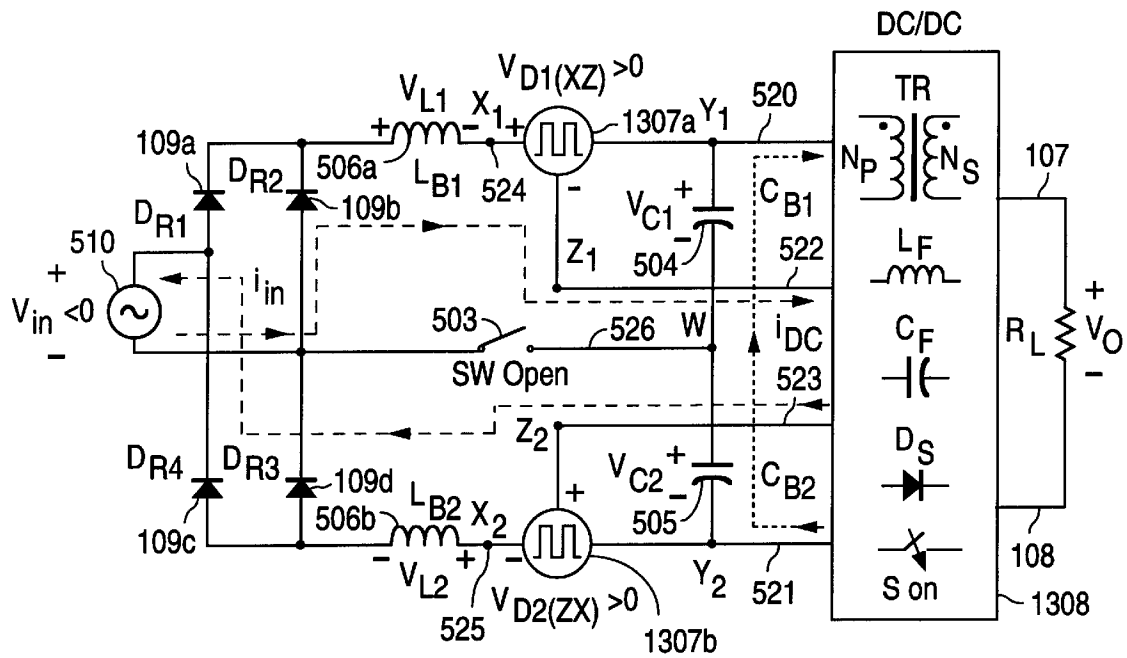 DC/DC
V_D1(XZ) >0
V_L1
X_1
+ - +
1307a
Y_1
520
TR
109a
D_R2
506a
L_B1
524
-
N_P
N_S
107
109b
C_B1
D_R1
V_C1
+
-
510
Z_1
504
522
L_F
+
V_in <0
-
i_in
503
W
i_DC
C_F
R_L
+
V_O
-
526
SW Open
523
Z_2
D_S
D_R4
D_R3
109d
L_B2
V_C2
+
-
C_B2
506b
X_2
+
505
108
109c
- +
-
V_L2
Y_2
521
S on
525
V_D2(ZX) >0
1307b
1308